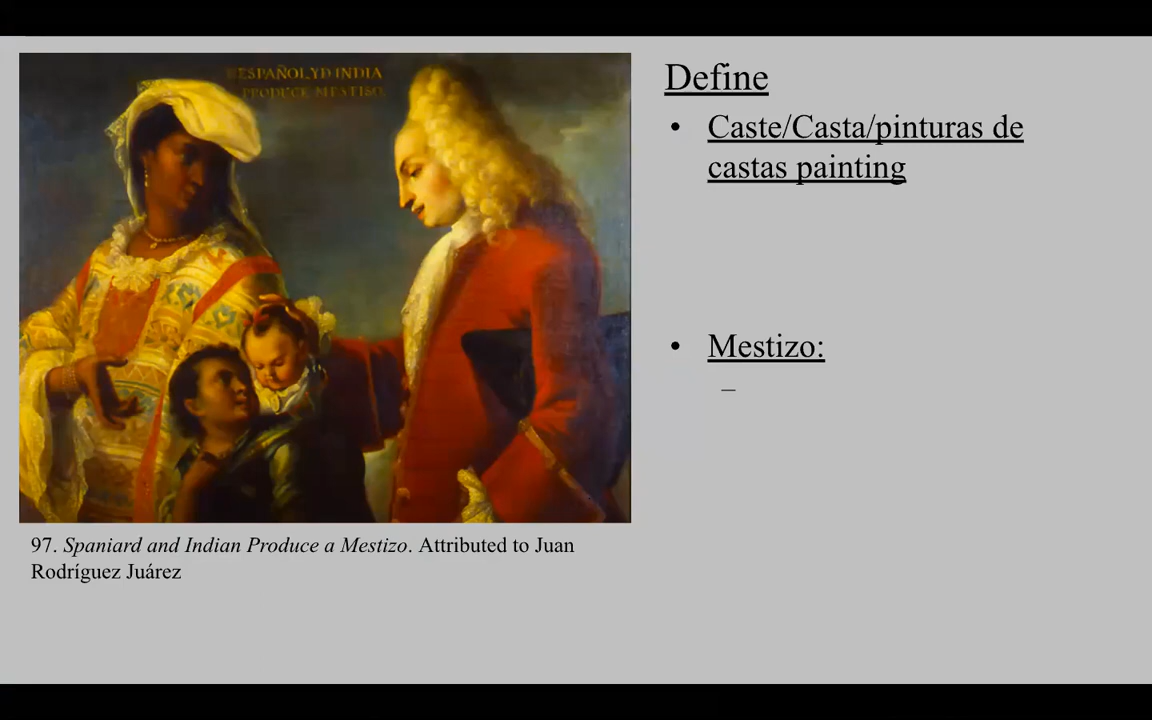 ESPAÑOL, Y D INDIA
PRODUCE MESTISO.
97. Spaniard and Indian Produce a Mestizo. Attributed to Juan
Rodríguez Juárez
Define
• Caste/Casta/pinturas de
castas painting
• Mestizo:
–